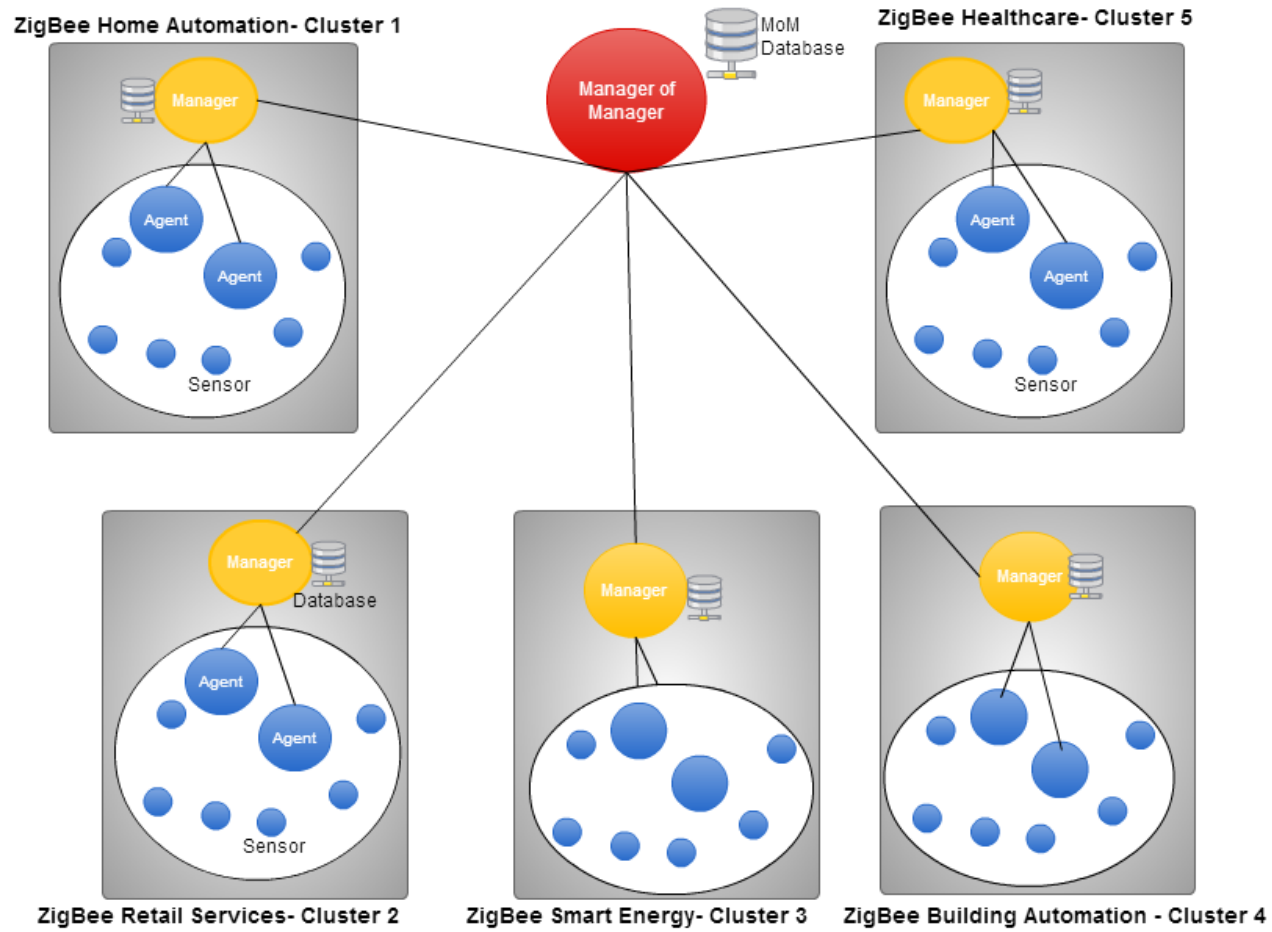 ZigBee Home Automation- Cluster 1
Manager
Agent
Agent
Sensor
Manager of
Manager
MoM
Database
ZigBee Healthcare- Cluster 5
Manager
Agent
Agent
Sensor
Manager
Database
Agent
Agent
Sensor
ZigBee Retail Services- Cluster 2
Manager
ZigBee Smart Energy- Cluster 3
Manager
ZigBee Building Automation - Cluster 4